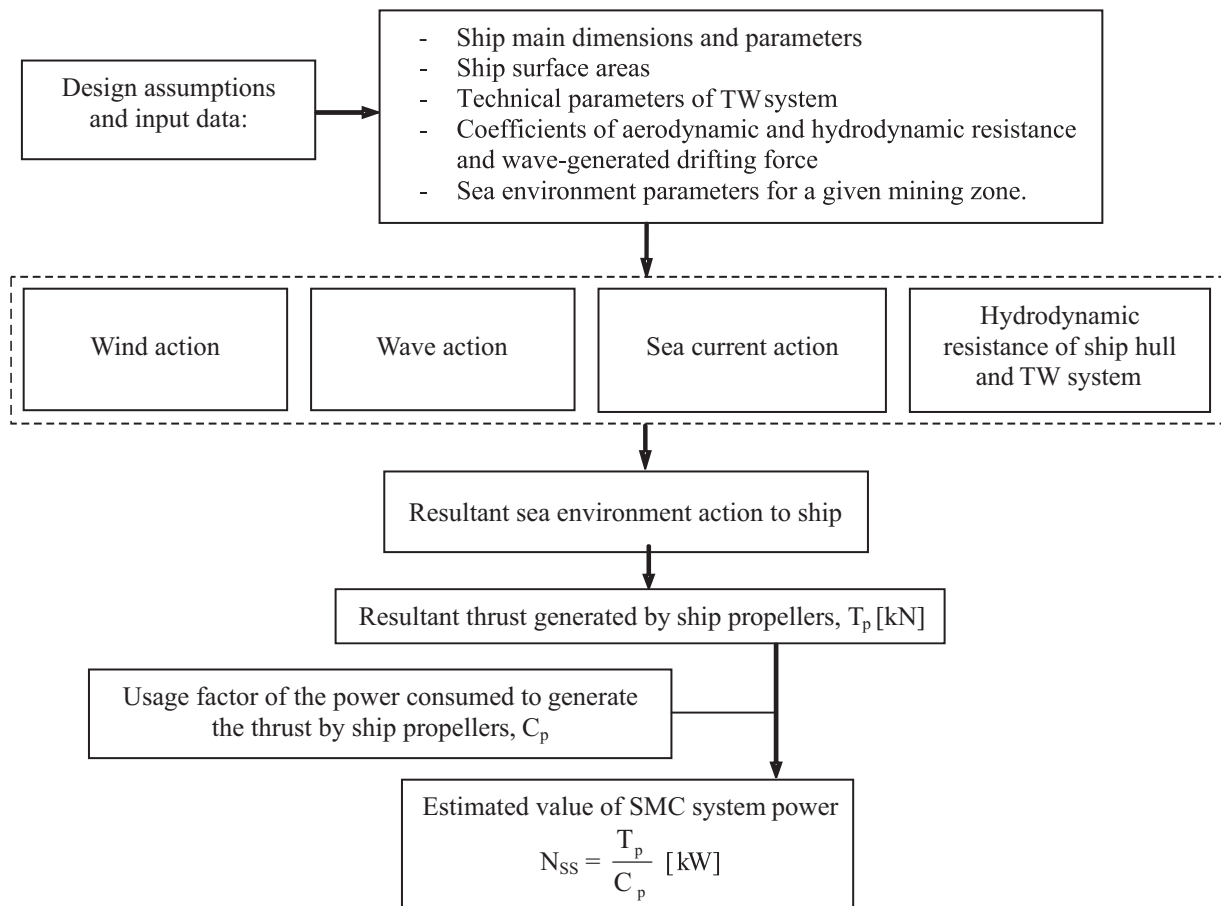 Design assumptions
and input data:
- Ship main dimensions and parameters
- Ship surface areas
- Technical parameters of TW system
- Coefficients of aerodynamic and hydrodynamic resistance
and wave-generated drifting force
- Sea environment parameters for a given mining zone.
Wind action
Wave action
Sea current action
Hydrodynamic
resistance of ship hull
and TW system
Resultant sea environment action to ship
Resultant thrust generated by ship propellers, Tp [kN]
Usage factor of the power consumed to generate
the thrust by ship propellers, Cp
Estimated value of SMC system power
NSS = Tp / Cp [kW]